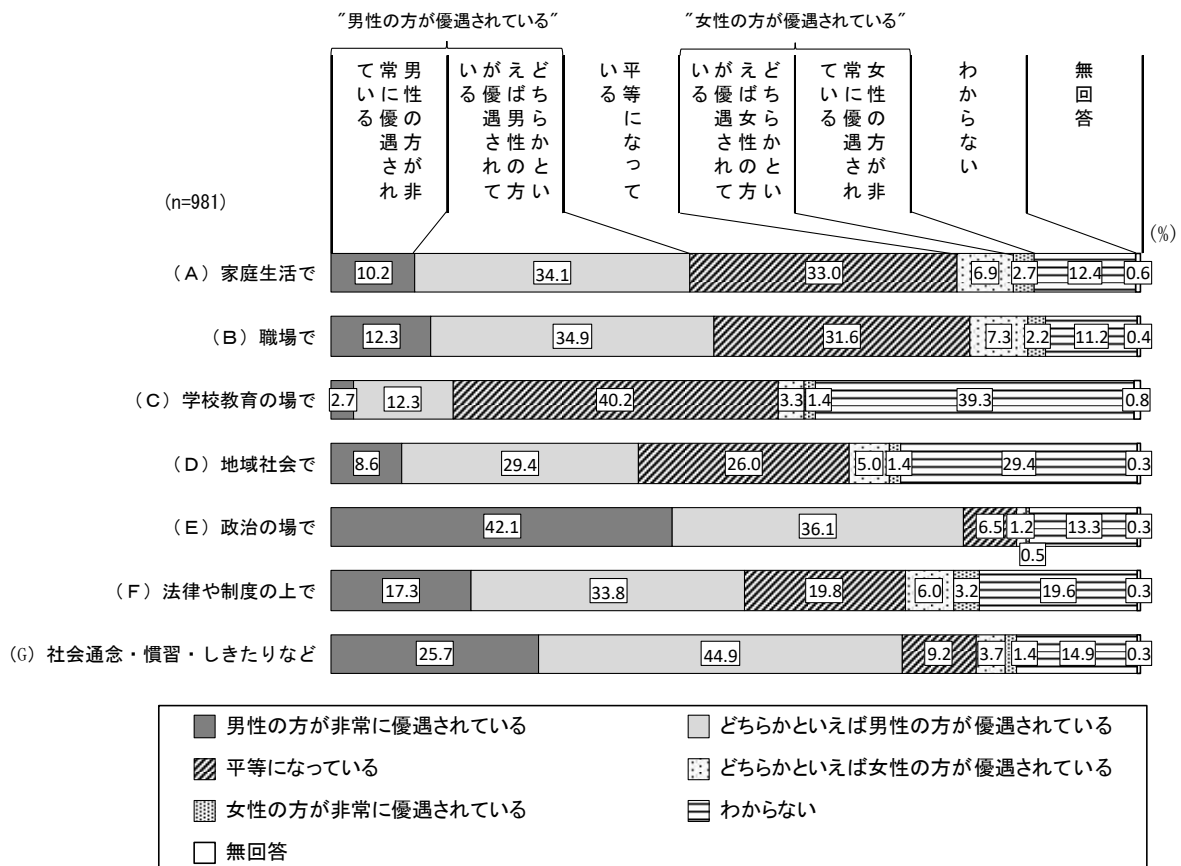 "男性の方が優遇されている"
"女性の方が優遇されている"
男性の方が非
常に優遇され
ている
どちらかとい
えば男性の方
が優遇されて
いる
平等になって
いる
どちらかとい
えば女性の方
が優遇されて
いる
女性の方が非
常に優遇され
ている
わからない
無回答
(n=981)
(%)
（Ａ）家庭生活で 10.2 34.1 33.0 6.9 2.7 12.4 0.6
（Ｂ）職場で 12.3 34.9 31.6 7.3 2.2 11.2 0.4
（Ｃ）学校教育の場で 2.7 12.3 40.2 3.3 1.4 39.3 0.8
（Ｄ）地域社会で 8.6 29.4 26.0 5.0 1.4 29.4 0.3
（Ｅ）政治の場で 42.1 36.1 6.5 1.2 13.3 0.3
0.5
（Ｆ）法律や制度の上で 17.3 33.8 19.8 6.0 3.2 19.6 0.3
(G) 社会通念・慣習・しきたりなど 25.7 44.9 9.2 3.7 1.4 14.9 0.3
男性の方が非常に優遇されている どちらかといえば男性の方が優遇されている
平等になっている どちらかといえば女性の方が優遇されている
女性の方が非常に優遇されている わからない
無回答